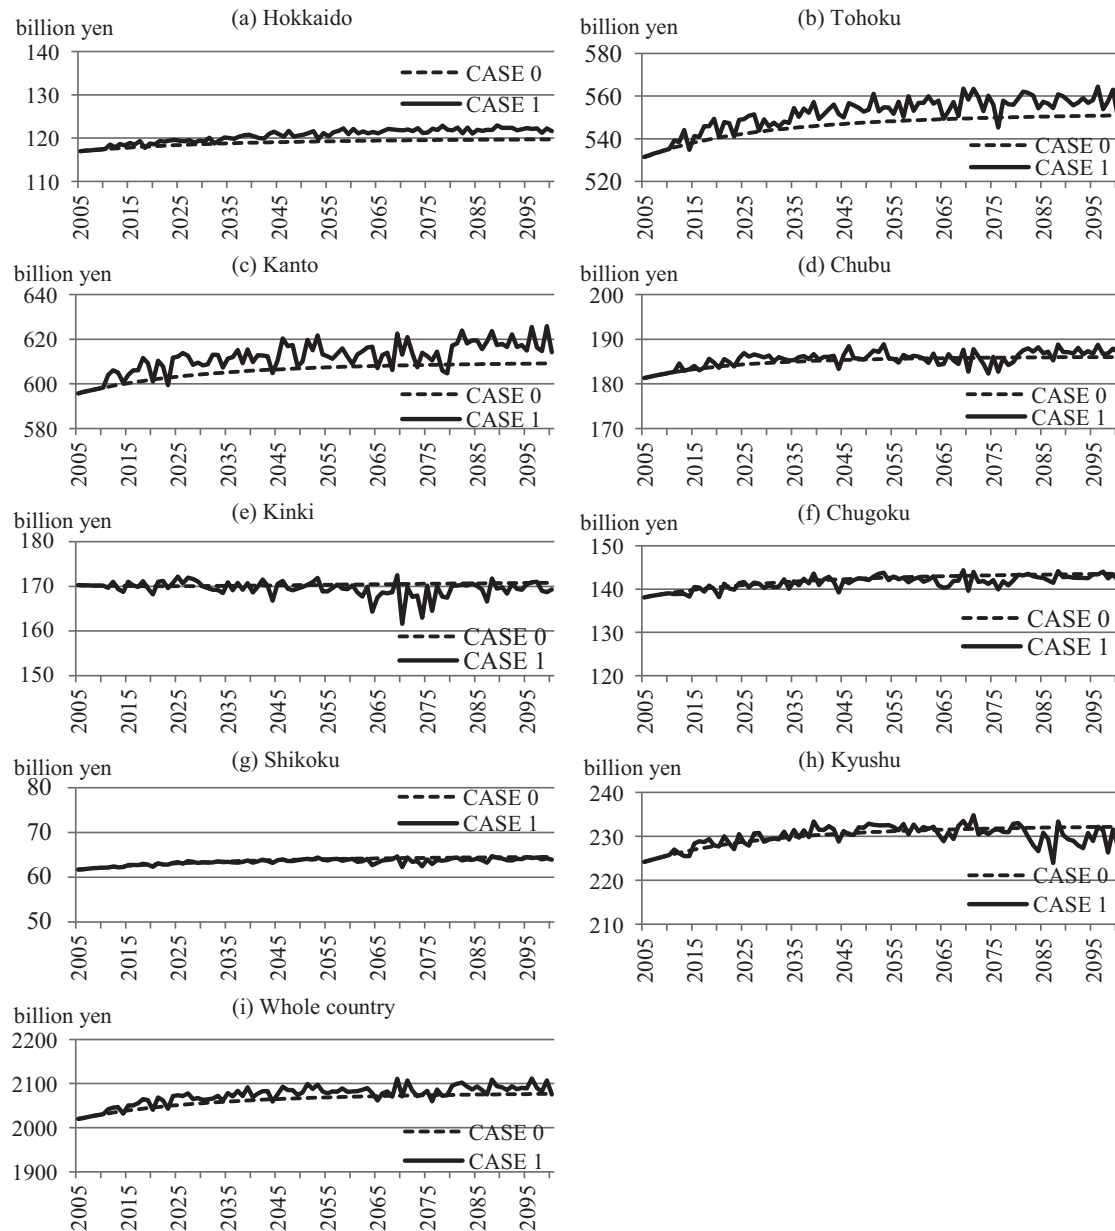 (a) Hokkaido
billion yen
140
130
120
110
CASE 0
CASE 1
2005 2015 2025 2035 2045 2055 2065 2075 2085 2095
(b) Tohoku
billion yen
580
560
540
520
CASE 0
CASE 1
2005 2015 2025 2035 2045 2055 2065 2075 2085 2095
(c) Kanto
billion yen
640
620
600
580
CASE 0
CASE 1
2005 2015 2025 2035 2045 2055 2065 2075 2085 2095
(d) Chubu
billion yen
200
190
180
170
CASE 0
CASE 1
2005 2015 2025 2035 2045 2055 2065 2075 2085 2095
(e) Kinki
billion yen
180
170
160
150
CASE 0
CASE 1
2005 2015 2025 2035 2045 2055 2065 2075 2085 2095
(f) Chugoku
billion yen
150
140
130
120
CASE 0
CASE 1
2005 2015 2025 2035 2045 2055 2065 2075 2085 2095
(g) Shikoku
billion yen
80
70
60
50
CASE 0
CASE 1
2005 2015 2025 2035 2045 2055 2065 2075 2085 2095
(h) Kyushu
billion yen
240
230
220
210
CASE 0
CASE 1
2005 2015 2025 2035 2045 2055 2065 2075 2085 2095
(i) Whole country
billion yen
2200
2100
2000
1900
CASE 0
CASE 1
2005 2015 2025 2035 2045 2055 2065 2075 2085 2095